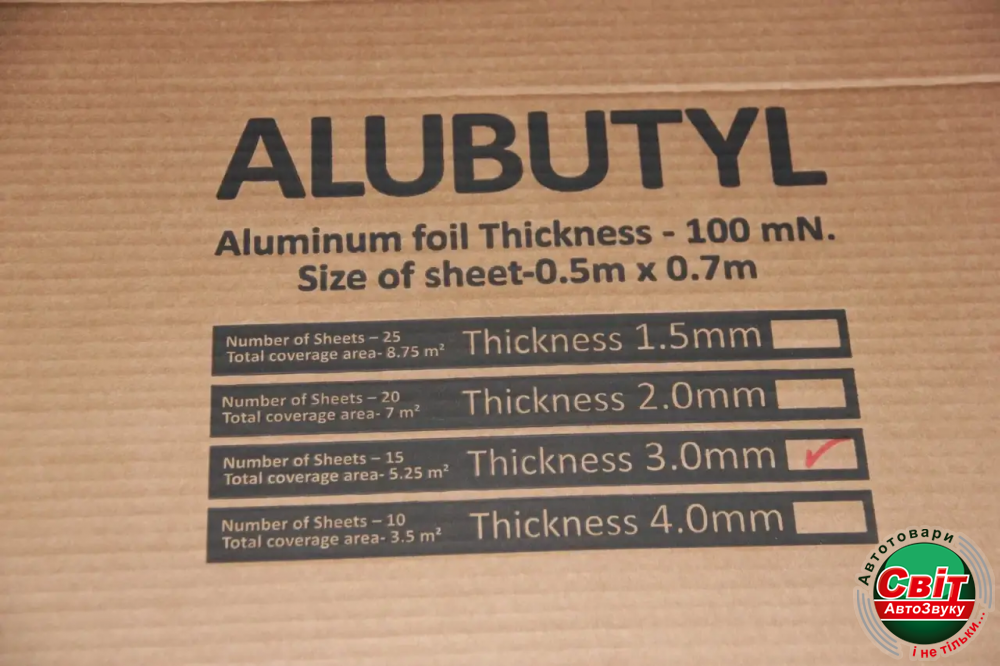 ALUBUTYL
Aluminum foil Thickness - 100 mN.
Size of sheet-0.5m x 0.7m
Number of Sheets – 25
Total coverage area- 8.75 m²
Thickness 1.5mm
Number of Sheets – 20
Total coverage area- 7 m²
Thickness 2.0mm
Number of Sheets – 15
Total coverage area- 5.25 m²
Thickness 3.0mm
Number of Sheets – 10
Total coverage area- 3.5 m²
Thickness 4.0mm
Автотовари
Світ
АвтоЗвуку
і не тільки...